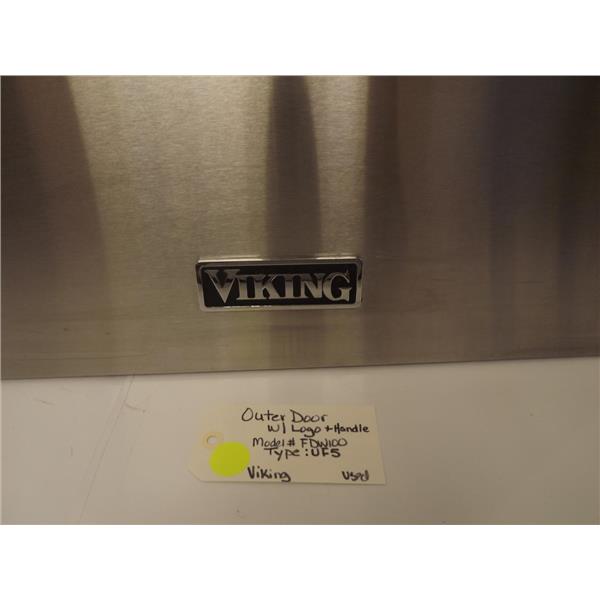 VIKING
Outer Door
w/ Logo + Handle
Model# FDW100
Type: UF5
Viking used